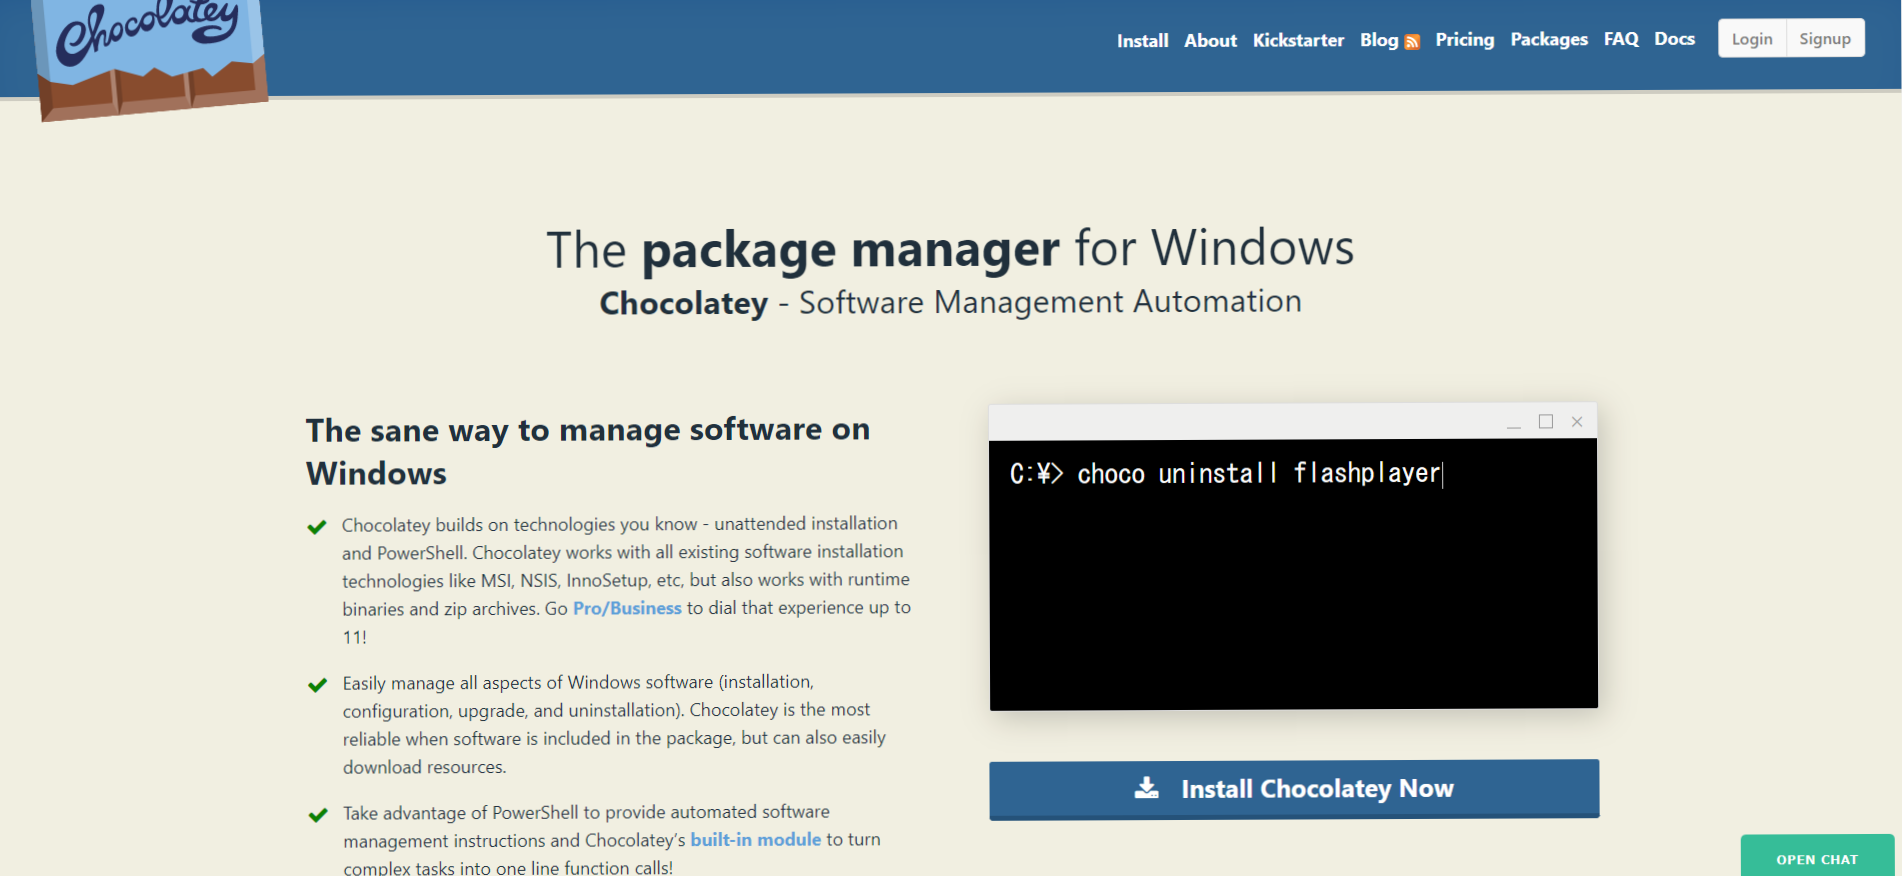 Chocolatey
Install About Kickstarter Blog Pricing Packages FAQ Docs Login Signup
The package manager for Windows
Chocolatey - Software Management Automation
The sane way to manage software on
Windows
Chocolatey builds on technologies you know - unattended installation
and PowerShell. Chocolatey works with all existing software installation
technologies like MSI, NSIS, InnoSetup, etc, but also works with runtime
binaries and zip archives. Go Pro/Business to dial that experience up to
11!
Easily manage all aspects of Windows software (installation,
configuration, upgrade, and uninstallation). Chocolatey is the most
reliable when software is included in the package, but can also easily
download resources.
Take advantage of PowerShell to provide automated software
management instructions and Chocolatey’s built-in module to turn
complex tasks into one line function calls!
C:¥> choco uninstall flashplayer
Install Chocolatey Now
OPEN CHAT